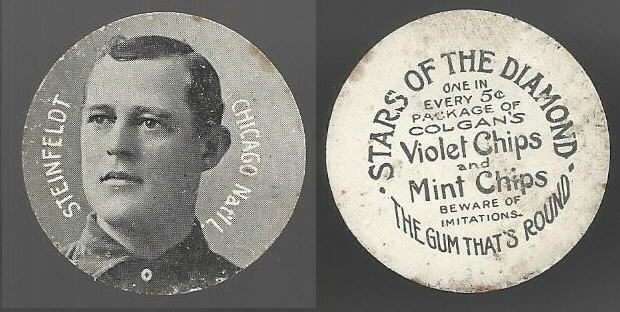 STEINFELDT
CHICAGO Nat'l.
·STARS OF THE DIAMOND·
ONE IN
EVERY 5¢
PACKAGE OF
COLGAN'S
Violet Chips
and
Mint Chips
BEWARE OF
IMITATIONS.
THE GUM THAT'S ROUND